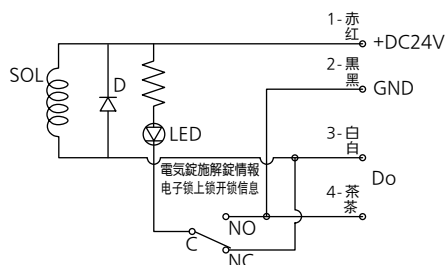 1-赤
红
+DC24V
2-黒
黑
GND
SOL
D
LED
3-白
白
電気錠施解錠情報
电子锁上锁开锁信息
Do
4-茶
茶
NO
C
NC